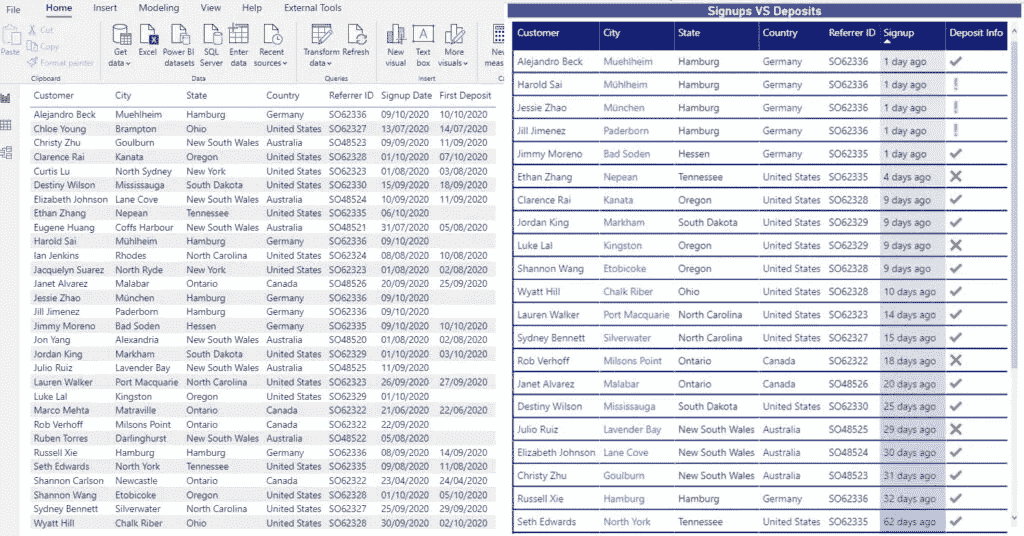 File Home Insert Modeling View Help External Tools
Paste Cut Copy Format painter
Get data Excel Power BI datasets SQL Server Enter data Recent sources Transform data Refresh New visual Text box More visuals New meas
Clipboard Data Queries Insert C
Customer City State Country Referrer ID Signup Date First Deposit
Alejandro Beck Muehlheim Hamburg Germany SO62336 09/10/2020 10/10/2020
Chloe Young Brampton Ohio United States SO62327 13/07/2020 14/07/2020
Christy Zhu Goulburn New South Wales Australia SO48523 09/09/2020 11/09/2020
Clarence Rai Kanata Oregon United States SO62328 01/10/2020 07/10/2020
Curtis Lu North Sydney New York United States SO62323 01/08/2020 03/08/2020
Destiny Wilson Mississauga South Dakota United States SO62330 15/09/2020 18/09/2020
Elizabeth Johnson Lane Cove New South Wales Australia SO48524 10/09/2020 11/09/2020
Ethan Zhang Nepean Tennessee United States SO62335 06/10/2020
Eugene Huang Coffs Harbour New South Wales Australia SO48521 31/07/2020 05/08/2020
Harold Sai Mühlheim Hamburg Germany SO62336 09/10/2020
Ian Jenkins Rhodes North Carolina United States SO62324 08/08/2020 10/08/2020
Jacquelyn Suarez North Ryde New York United States SO62323 01/08/2020 02/08/2020
Janet Alvarez Malabar Ontario Canada SO48526 20/09/2020 25/09/2020
Jessie Zhao München Hamburg Germany SO62336 09/10/2020
Jill Jimenez Paderborn Hamburg Germany SO62336 09/10/2020
Jimmy Moreno Bad Soden Hessen Germany SO62335 09/10/2020 10/10/2020
Jon Yang Alexandria New South Wales Australia SO48520 01/08/2020 02/08/2020
Jordan King Markham South Dakota United States SO62329 01/10/2020 03/10/2020
Julio Ruiz Lavender Bay New South Wales Australia SO48525 11/09/2020
Lauren Walker Port Macquarie North Carolina United States SO62323 26/09/2020 27/09/2020
Luke Lal Kingston Oregon United States SO62329 01/10/2020
Marco Mehta Matraville Ontario Canada SO62322 21/06/2020 22/06/2020
Rob Verhoff Milsons Point Ontario Canada SO62322 22/09/2020
Ruben Torres Darlinghurst New South Wales Australia SO48522 05/08/2020
Russell Xie Hamburg Hamburg Germany SO62336 08/09/2020 14/09/2020
Seth Edwards North York Tennessee United States SO62335 09/08/2020 11/08/2020
Shannon Carlson Newcastle Ontario Canada SO62322 23/04/2020 24/04/2020
Shannon Wang Etobicoke Oregon United States SO62328 01/10/2020 05/10/2020
Sydney Bennett Silverwater North Carolina United States SO62327 25/09/2020 29/09/2020
Wyatt Hill Chalk Riber Ohio United States SO62328 30/09/2020 02/10/2020
Signups VS Deposits
Customer City State Country Referrer ID Signup Deposit Info
Alejandro Beck Muehlheim Hamburg Germany SO62336 1 day ago
Harold Sai Mühlheim Hamburg Germany SO62336 1 day ago
Jessie Zhao München Hamburg Germany SO62336 1 day ago
Jill Jimenez Paderborn Hamburg Germany SO62336 1 day ago
Jimmy Moreno Bad Soden Hessen Germany SO62335 1 day ago
Ethan Zhang Nepean Tennessee United States SO62335 4 days ago
Clarence Rai Kanata Oregon United States SO62328 9 days ago
Jordan King Markham South Dakota United States SO62329 9 days ago
Luke Lal Kingston Oregon United States SO62329 9 days ago
Shannon Wang Etobicoke Oregon United States SO62328 9 days ago
Wyatt Hill Chalk Riber Ohio United States SO62328 10 days ago
Lauren Walker Port Macquarie North Carolina United States SO62323 14 days ago
Sydney Bennett Silverwater North Carolina United States SO62327 15 days ago
Rob Verhoff Milsons Point Ontario Canada SO62322 18 days ago
Janet Alvarez Malabar Ontario Canada SO48526 20 days ago
Destiny Wilson Mississauga South Dakota United States SO62330 25 days ago
Julio Ruiz Lavender Bay New South Wales Australia SO48525 29 days ago
Elizabeth Johnson Lane Cove New South Wales Australia SO48524 30 days ago
Christy Zhu Goulburn New South Wales Australia SO48523 31 days ago
Russell Xie Hamburg Hamburg Germany SO62336 32 days ago
Seth Edwards North York Tennessee United States SO62335 62 days ago